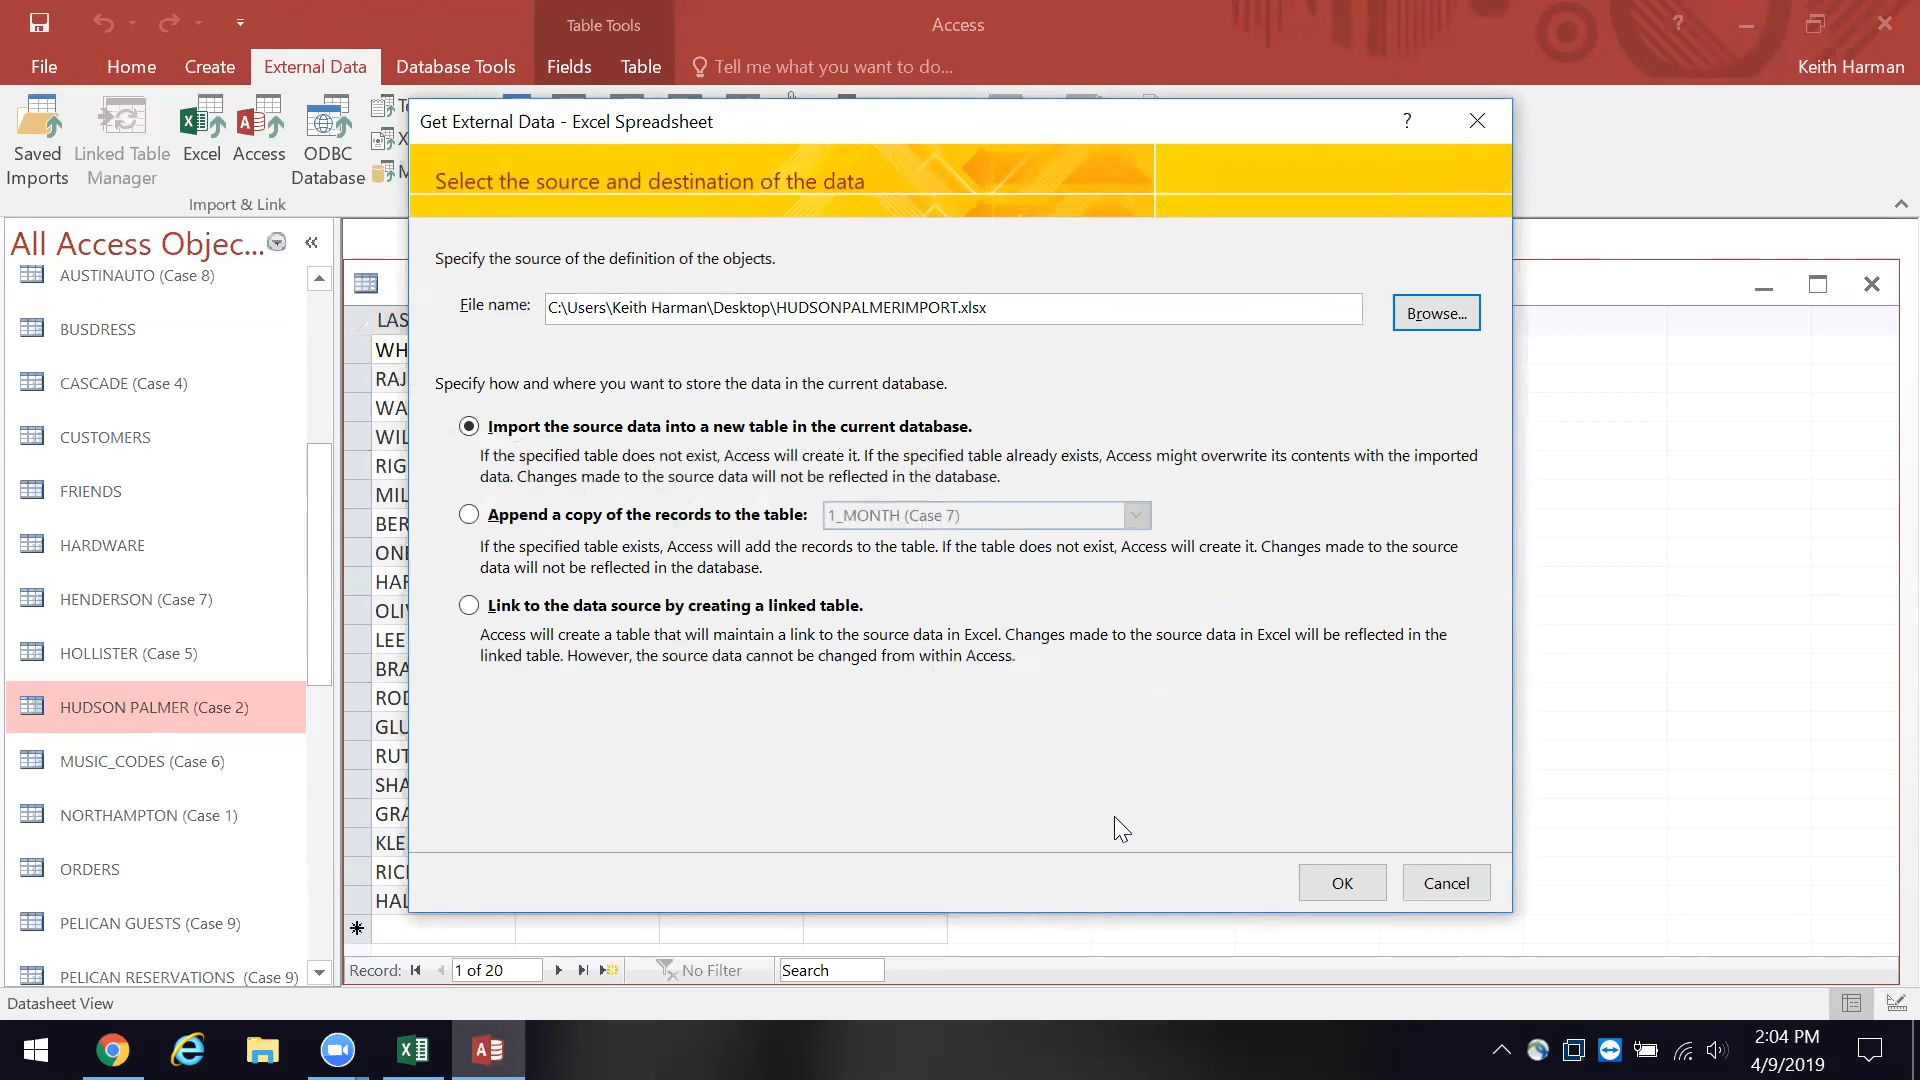 Table Tools
Access
File
Home
Create
External Data
Database Tools
Fields
Table
Tell me what you want to do...
Keith Harman
Saved Imports
Linked Table Manager
Excel
Access
ODBC Database
Import & Link
Get External Data - Excel Spreadsheet
?
Select the source and destination of the data
Specify the source of the definition of the objects.
File name:
C:\Users\Keith Harman\Desktop\HUDSONPALMERIMPORT.xlsx
Browse...
Specify how and where you want to store the data in the current database.
Import the source data into a new table in the current database.
If the specified table does not exist, Access will create it. If the specified table already exists, Access might overwrite its contents with the imported
data. Changes made to the source data will not be reflected in the database.
Append a copy of the records to the table:
1_MONTH (Case 7)
If the specified table exists, Access will add the records to the table. If the table does not exist, Access will create it. Changes made to the source
data will not be reflected in the database.
Link to the data source by creating a linked table.
Access will create a table that will maintain a link to the source data in Excel. Changes made to the source data in Excel will be reflected in the
linked table. However, the source data cannot be changed from within Access.
OK
Cancel
All Access Objec...
AUSTINAUTO (Case 8)
BUSDRESS
CASCADE (Case 4)
CUSTOMERS
FRIENDS
HARDWARE
HENDERSON (Case 7)
HOLLISTER (Case 5)
HUDSON PALMER (Case 2)
MUSIC_CODES (Case 6)
NORTHAMPTON (Case 1)
ORDERS
PELICAN GUESTS (Case 9)
PELICAN RESERVATIONS (Case 9)
LAS
WH
RAJ
WA
WIL
RIG
MIL
BER
ONE
HAR
OLIV
LEE
BRA
ROD
GLU
RUT
SHA
GRA
KLE
RICH
HAL
Record:
1 of 20
No Filter
Search
Datasheet View
2:04 PM
4/9/2019